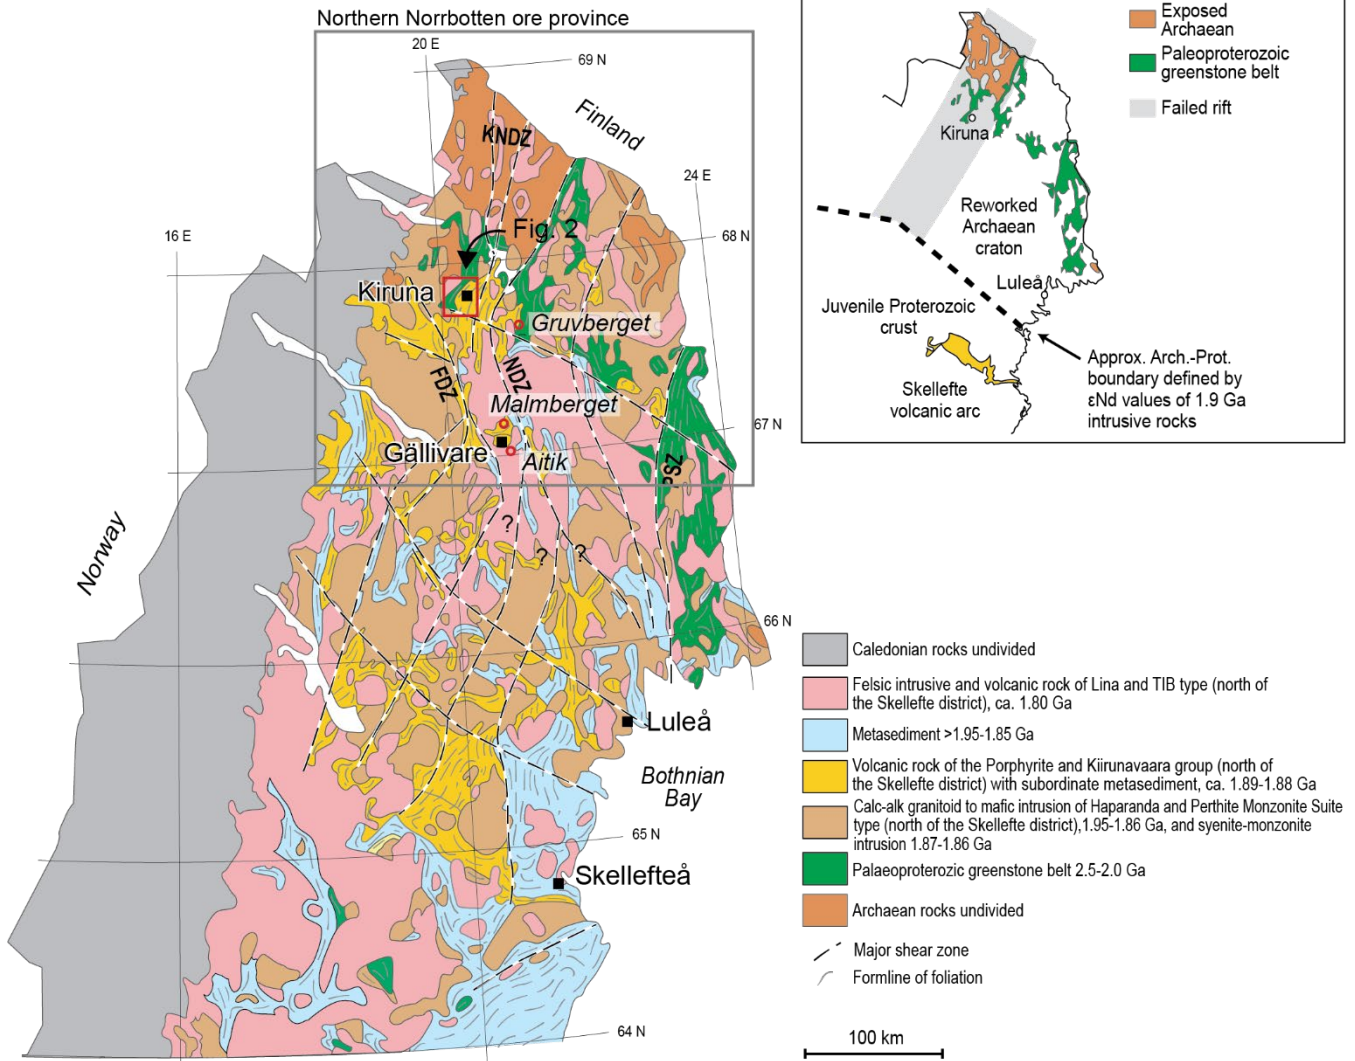 Northern Norrbotten ore province
20 E
69 N
Finland
KNDZ
24 E
Fig. 2
68 N
16 E
Kiruna
Gruvberget
FDZ
NDZ
Malmberget
67 N
Gällivare
Aitik
PSZ
Norway
?
?
?
66 N
Luleå
Bothnian
Bay
65 N
Skellefteå
64 N
Exposed
Archaean
Paleoproterozoic
greenstone belt
Failed rift
Kiruna
Reworked
Archaean
craton
Luleå
Juvenile Proterozoic
crust
Skellefte
volcanic arc
Approx. Arch.-Prot.
boundary defined by
εNd values of 1.9 Ga
intrusive rocks
Caledonian rocks undivided
Felsic intrusive and volcanic rock of Lina and TIB type (north of
the Skellefte district), ca. 1.80 Ga
Metasediment >1.95-1.85 Ga
Volcanic rock of the Porphyrite and Kiirunavaara group (north of
the Skellefte district) with subordinate metasediment, ca. 1.89-1.88 Ga
Calc-alk granitoid to mafic intrusion of Haparanda and Perthite Monzonite Suite
type (north of the Skellefte district),1.95-1.86 Ga, and syenite-monzonite
intrusion 1.87-1.86 Ga
Palaeoproterozic greenstone belt 2.5-2.0 Ga
Archaean rocks undivided
Major shear zone
Formline of foliation
100 km